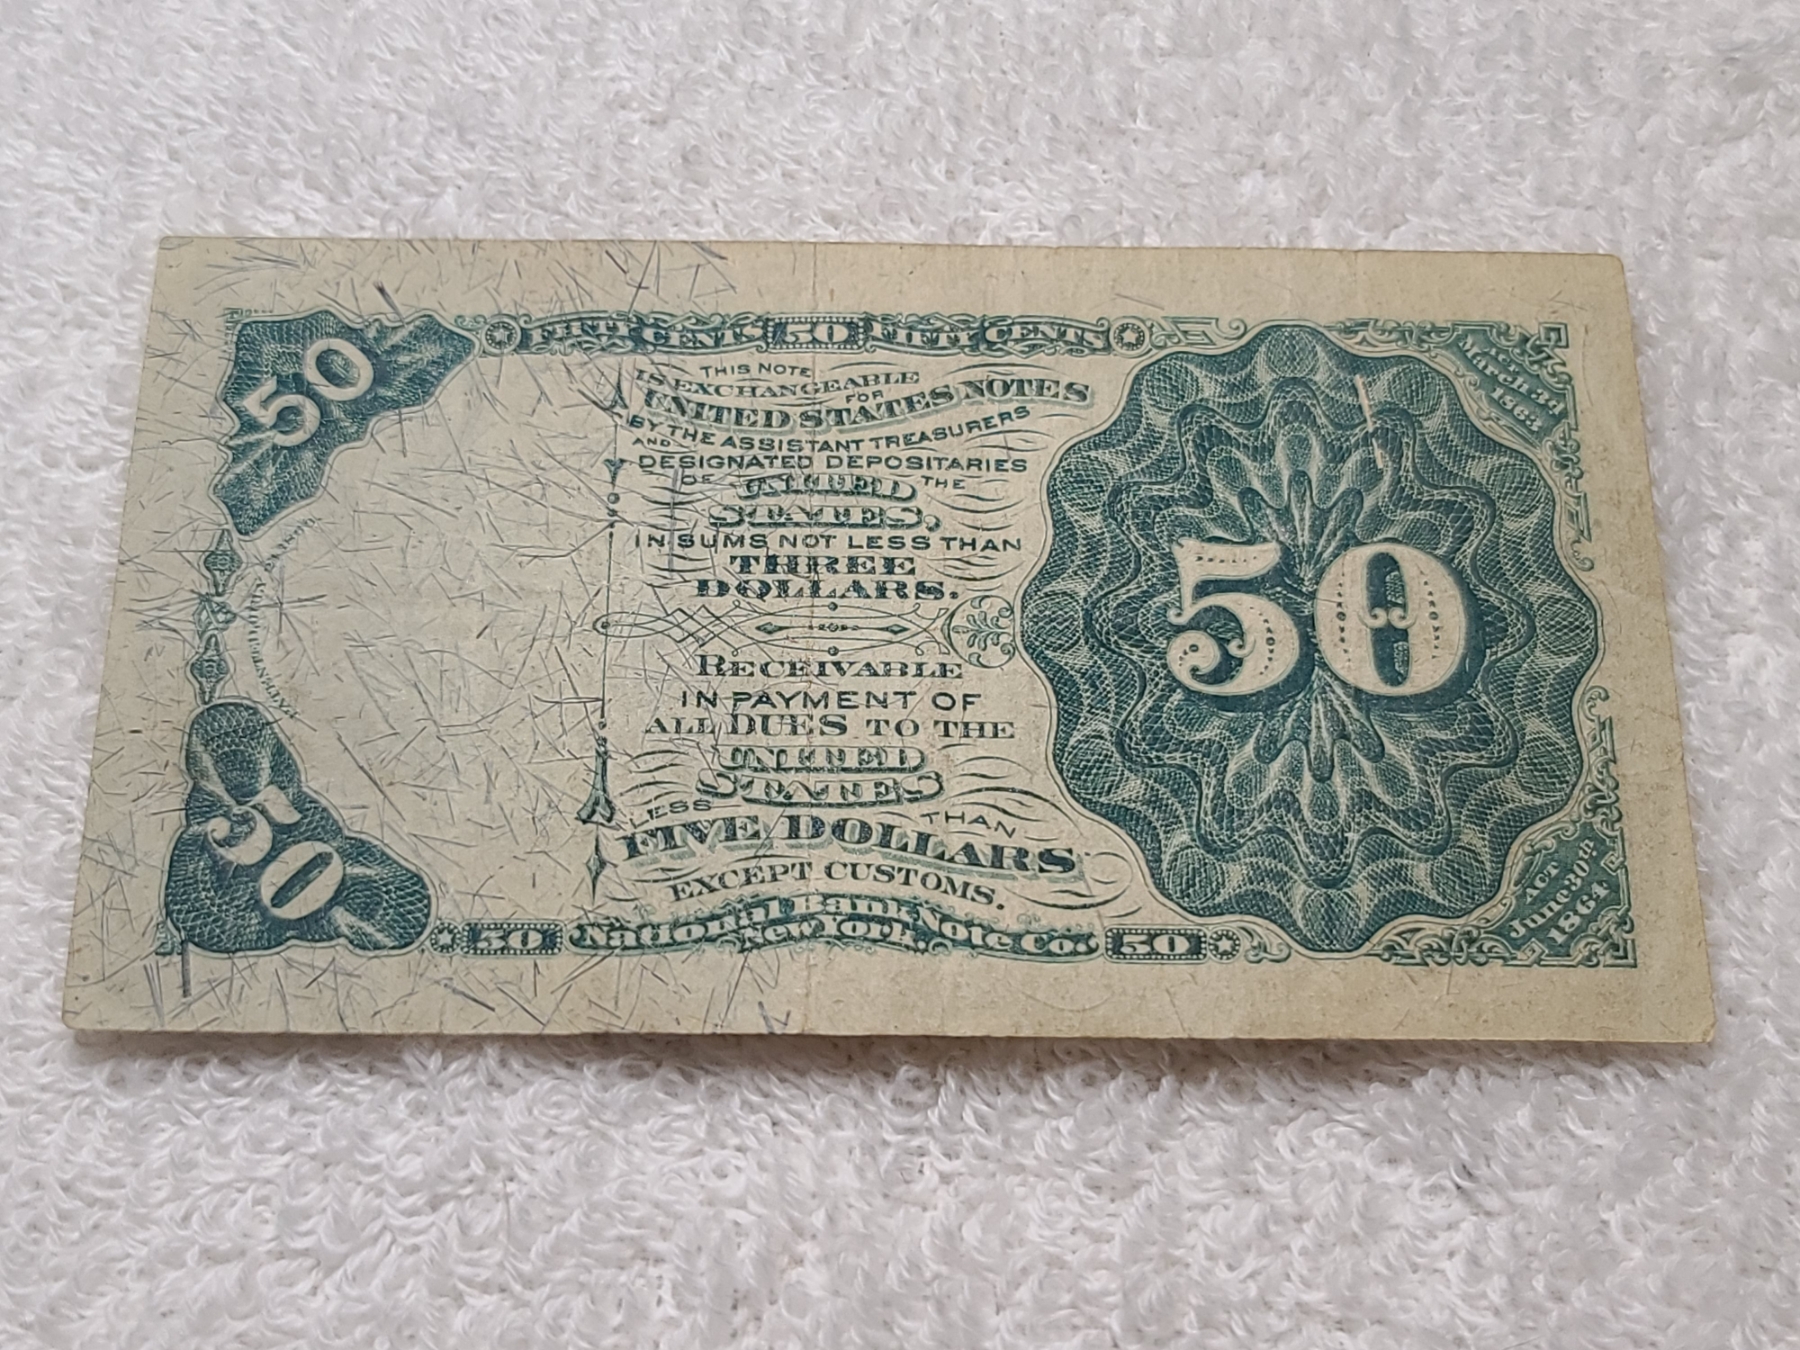 50
FIFTY CENTS 50 FIFTY CENTS
THIS NOTE
IS EXCHANGEABLE
FOR
UNITED STATES NOTES
BY THE ASSISTANT TREASURERS
AND
DESIGNATED DEPOSITARIES
OF UNITED THE
STATES,
IN SUMS NOT LESS THAN
THREE
DOLLARS.
RECEIVABLE
IN PAYMENT OF
ALL DUES TO THE
UNITED
STATES
LESS THAN
FIVE DOLLARS
EXCEPT CUSTOMS.
50 National Bank Note Co. 50
New York.
50
50
ACT
March 3d
1863
ACT
June 30th
1864